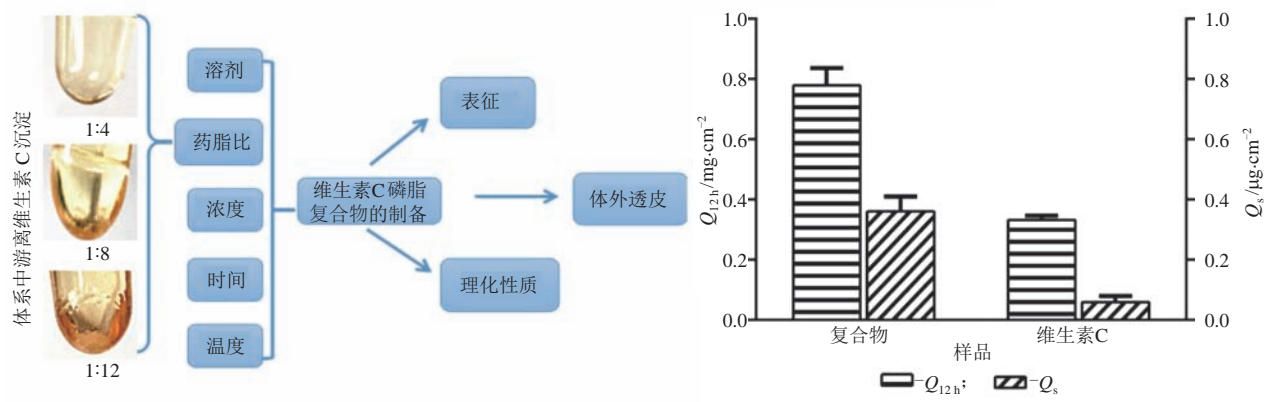 体系中游离维生素 C 沉淀
1∶4
1∶8
1∶12
溶剂
药脂比
浓度
时间
温度
维生素C 磷脂
复合物的制备
表征
体外透皮
理化性质
Q12 h/mg·cm−2
1.0
0.8
0.6
0.4
0.2
0.0
1.0
0.8
0.6
0.4
0.2
0.0
Qs/μg·cm−2
复合物
维生素C
样品
−Q12 h;
−Qs